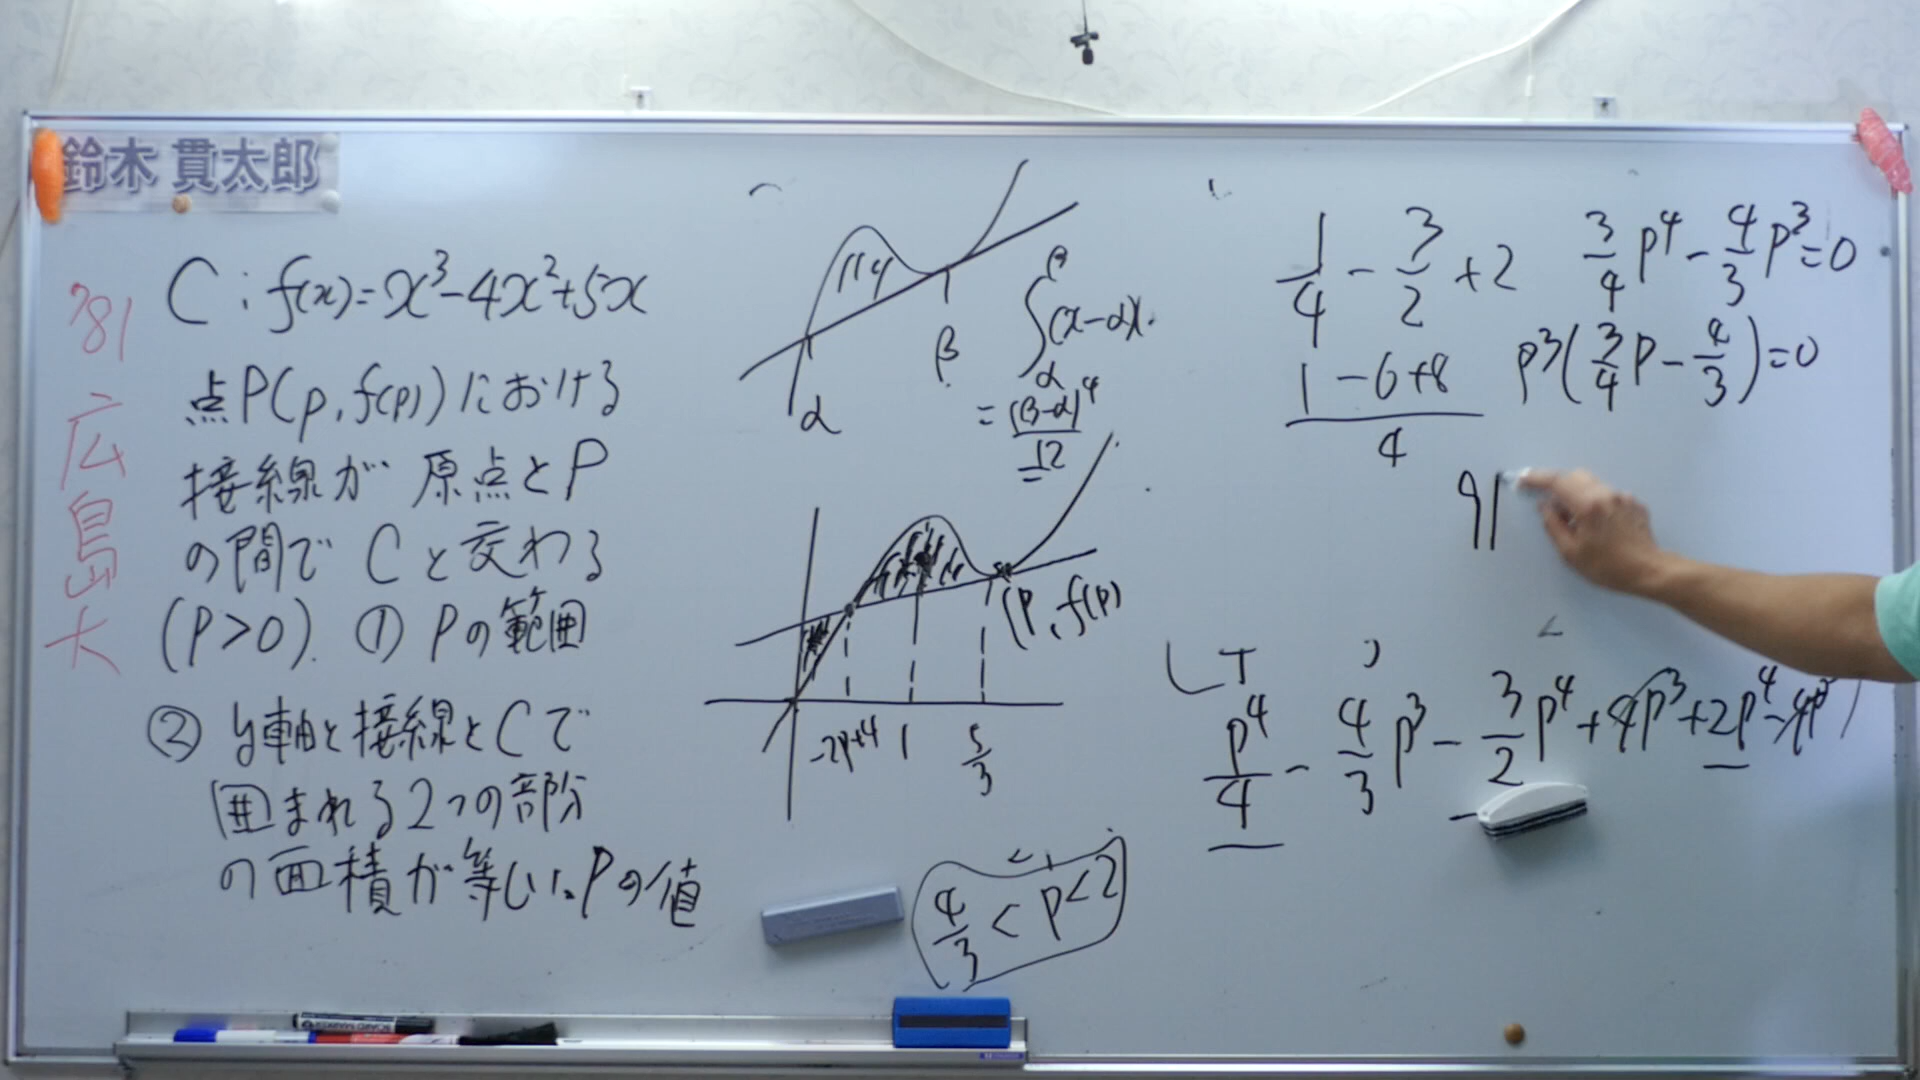 鈴木 貫太郎
'81 広島大
C: f(x)=x³-4x²+5x
点P(p, f(p))における
接線が原点とP
の間でCと交わる
(P>0). ① Pの範囲
② y軸と接線とCで
囲まれる2つの部分
の面積が等しいPの値
α
β
∫_α^β (x-α)(
= (β-α)⁴/12
(P, f(p))
-2p+4 1 5/3
4/3 < p < 2
1/4 - 3/2 + 2
(1-6+8)/4
3/4 p⁴ - 4/3 p³ = 0
p³(3/4 p - 4/3) = 0
p⁴/4 - 4/3 p³ - 3/2 p⁴ + 4p³ + 2p⁴ - 4p³